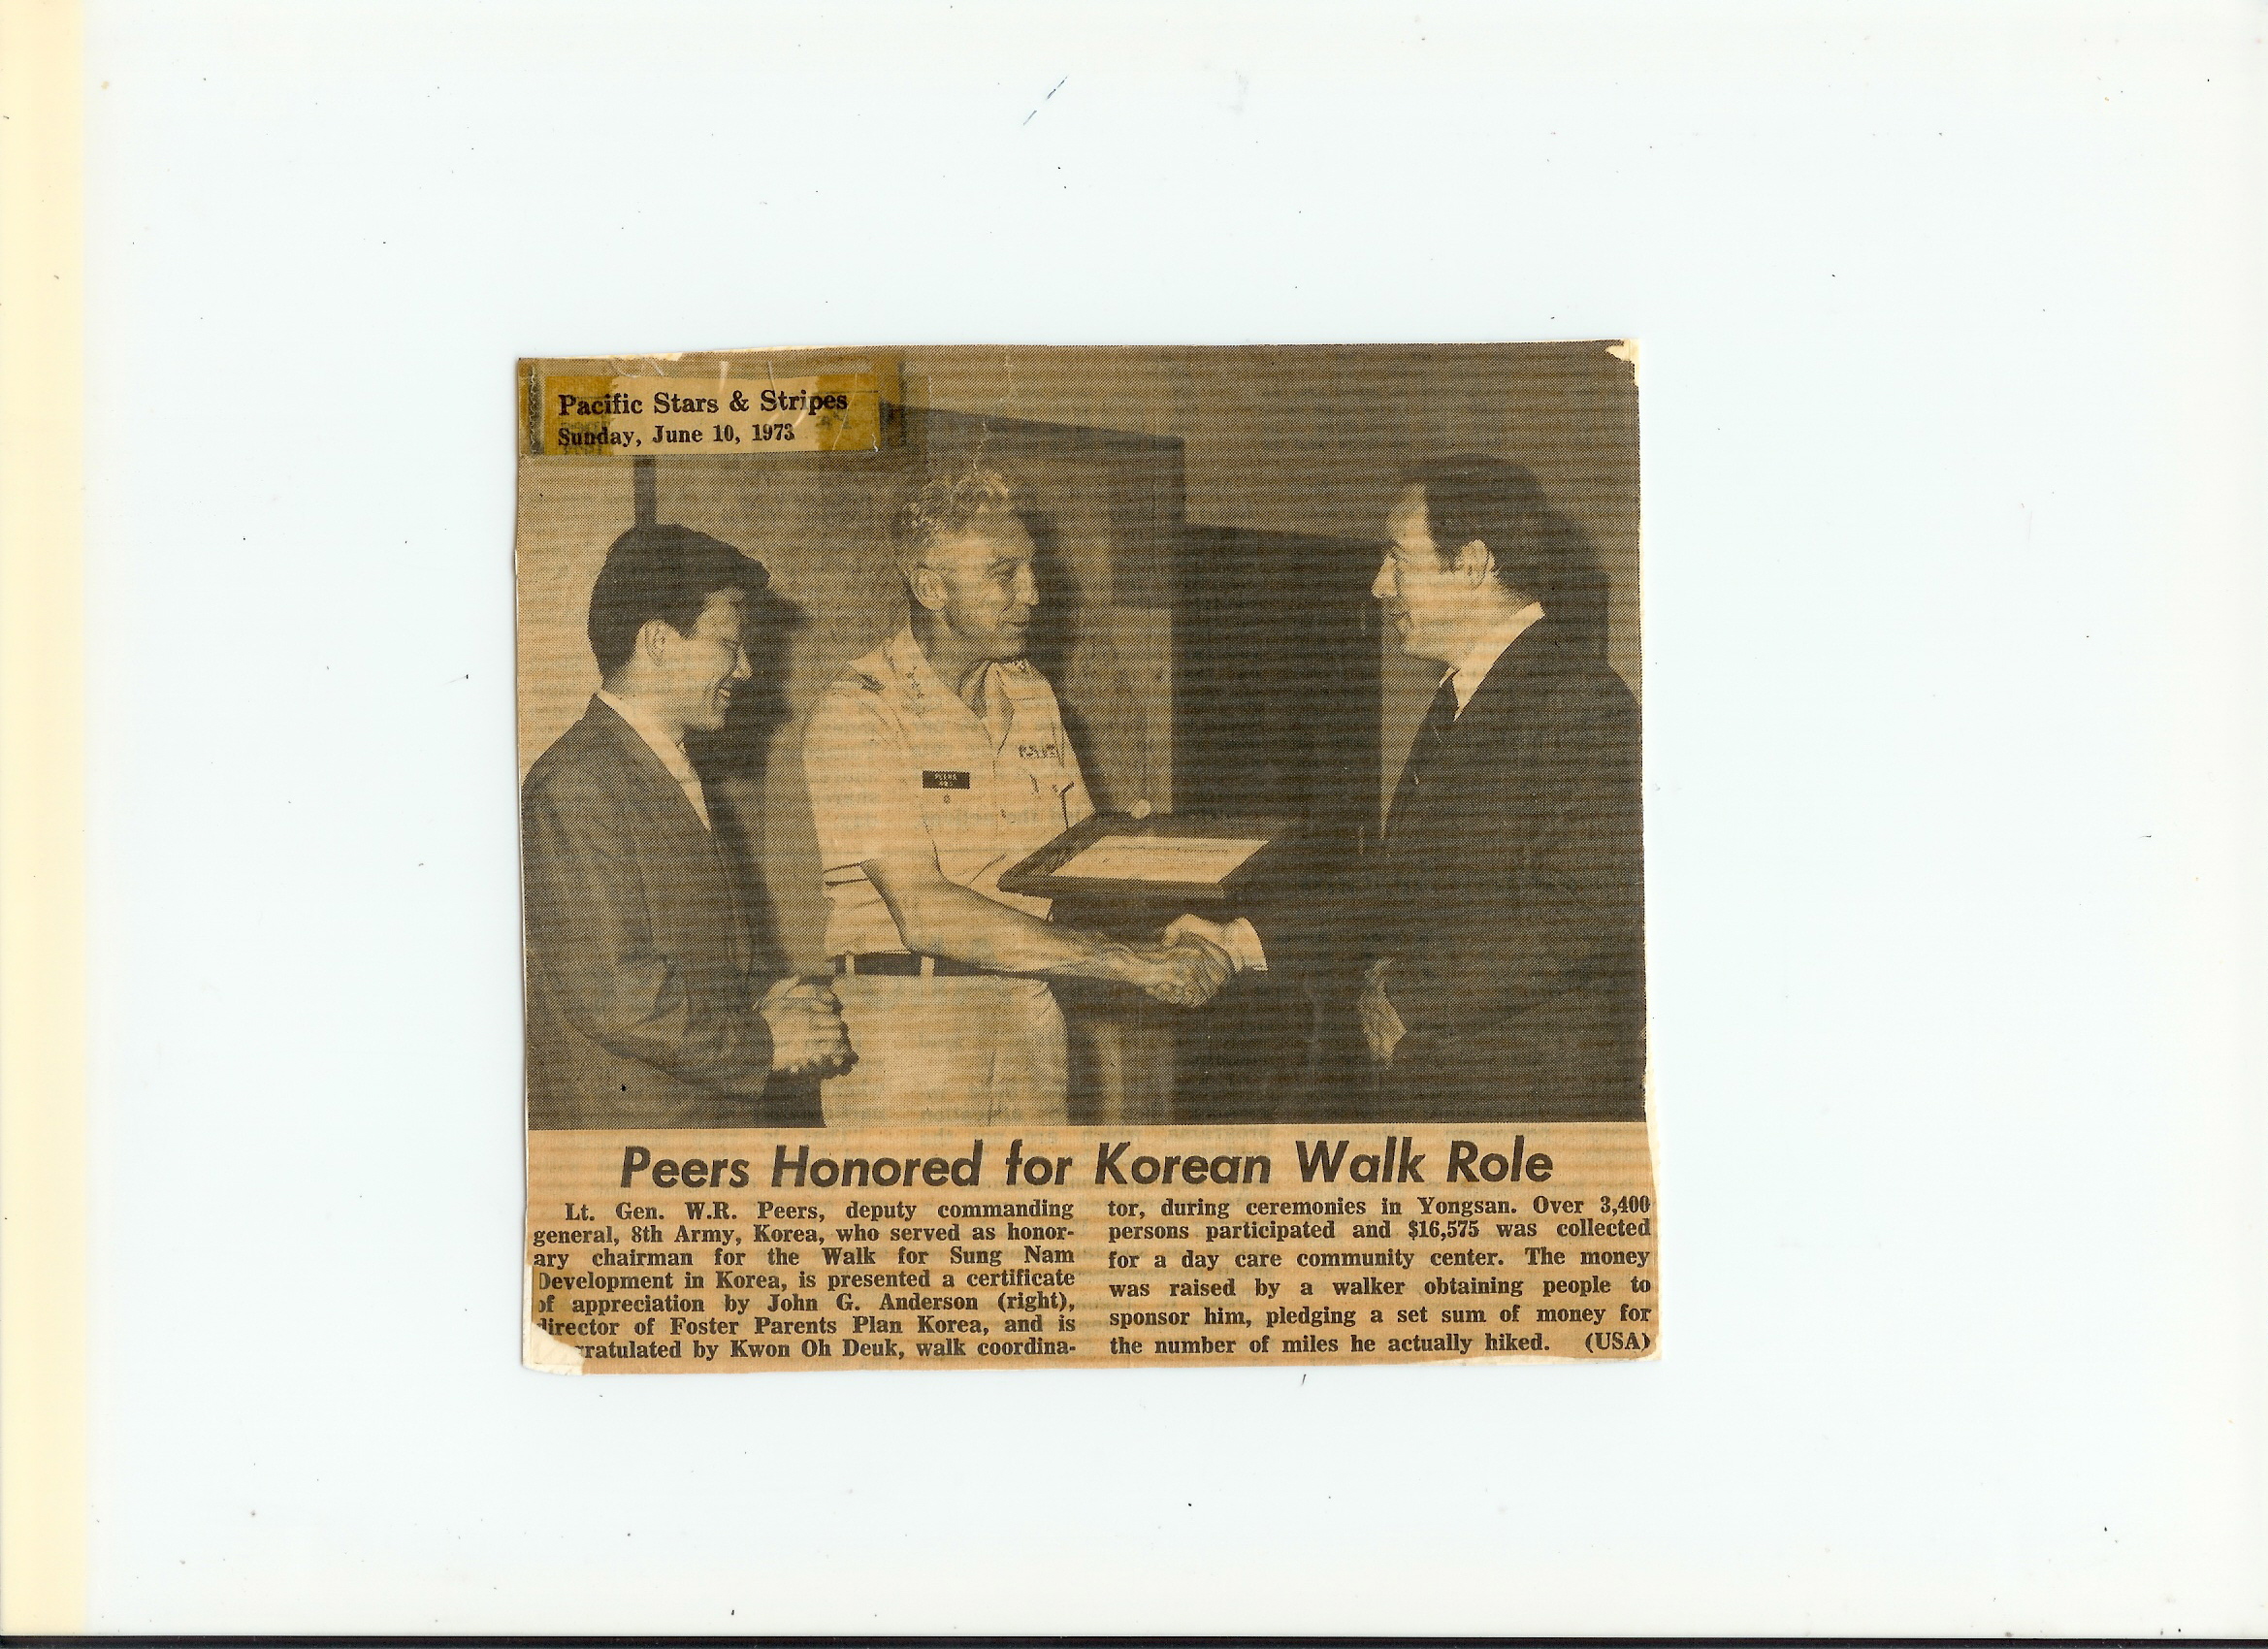 Pacific Stars & Stripes
Sunday, June 10, 1973
PEERS
Peers Honored for Korean Walk Role
Lt. Gen. W.R. Peers, deputy commanding
general, 8th Army, Korea, who served as honor-
ary chairman for the Walk for Sung Nam
Development in Korea, is presented a certificate
of appreciation by John G. Anderson (right),
director of Foster Parents Plan Korea, and is
ratulated by Kwon Oh Deuk, walk coordina-
tor, during ceremonies in Yongsan. Over 3,400
persons participated and $16,575 was collected
for a day care community center. The money
was raised by a walker obtaining people to
sponsor him, pledging a set sum of money for
the number of miles he actually hiked. (USA)